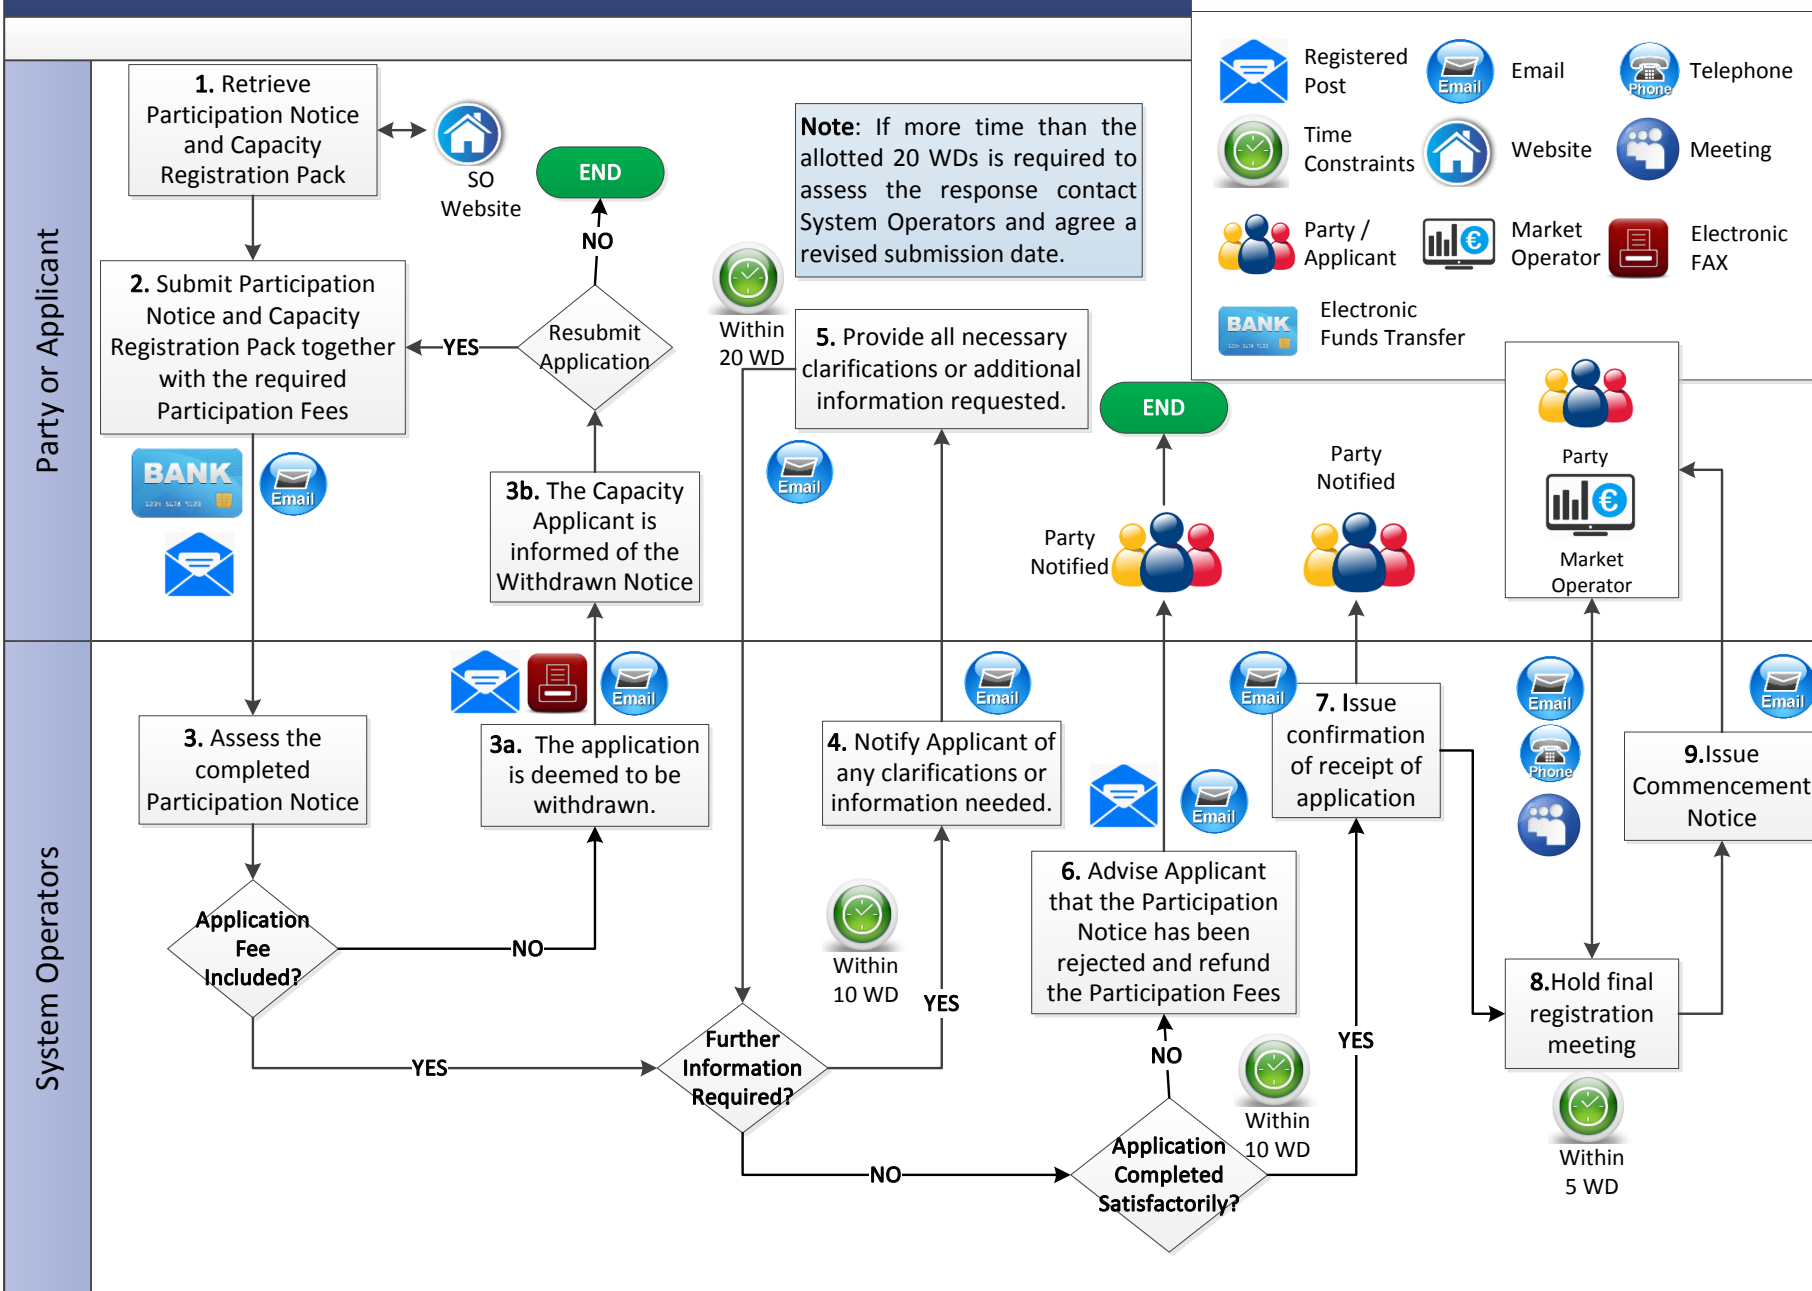 Registered
Post
Email
Email
Phone
Telephone
Time
Constraints
Website
Meeting
Party /
Applicant
Market
Operator
Electronic
FAX
BANK
1234 5678 9123
Electronic
Funds Transfer
Party or Applicant
1. Retrieve
Participation Notice
and Capacity
Registration Pack
SO
Website
END
NO
Note: If more time than the
allotted 20 WDs is required to
assess the response contact
System Operators and agree a
revised submission date.
2. Submit Participation
Notice and Capacity
Registration Pack together
with the required
Participation Fees
YES
Resubmit
Application
Within
20 WD
5. Provide all necessary
clarifications or additional
information requested.
END
Party
Notified
Party
Market
Operator
BANK
1234 5678 9123
Email
3b. The Capacity
Applicant is
informed of the
Withdrawn Notice
Email
Party
Notified
System Operators
Email
Email
Email
Email
Email
3. Assess the
completed
Participation Notice
3a. The application
is deemed to be
withdrawn.
4. Notify Applicant of
any clarifications or
information needed.
Email
7. Issue
confirmation
of receipt of
application
Phone
9.Issue
Commencement
Notice
Application
Fee
Included?
NO
Within
10 WD
YES
6. Advise Applicant
that the Participation
Notice has been
rejected and refund
the Participation Fees
8.Hold final
registration
meeting
YES
Further
Information
Required?
NO
YES
Within
10 WD
NO
Application
Completed
Satisfactorily?
Within
5 WD